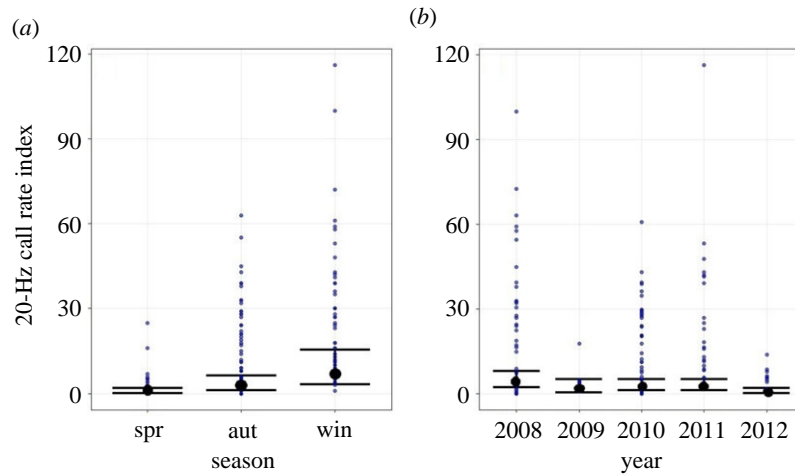 (a)
(b)
120
90
60
30
0
20-Hz call rate index
spr aut win
season
120
90
60
30
0
2008 2009 2010 2011 2012
year